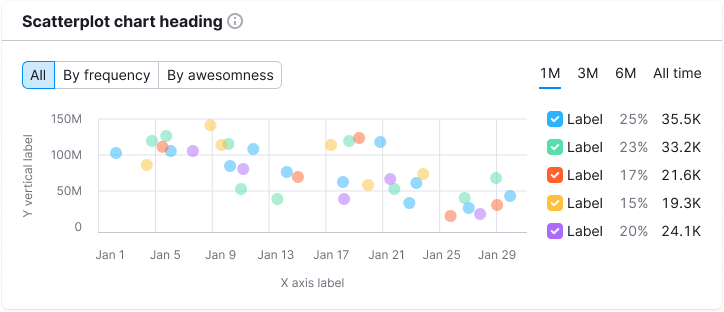 Scatterplot chart heading
All By frequency By awesomness
1M 3M 6M All time
Y vertical label
150M
100M
50M
0
Jan 1 Jan 5 Jan 9 Jan 13 Jan 17 Jan 21 Jan 25 Jan 29
X axis label
Label 25% 35.5K
Label 23% 33.2K
Label 17% 21.6K
Label 15% 19.3K
Label 20% 24.1K